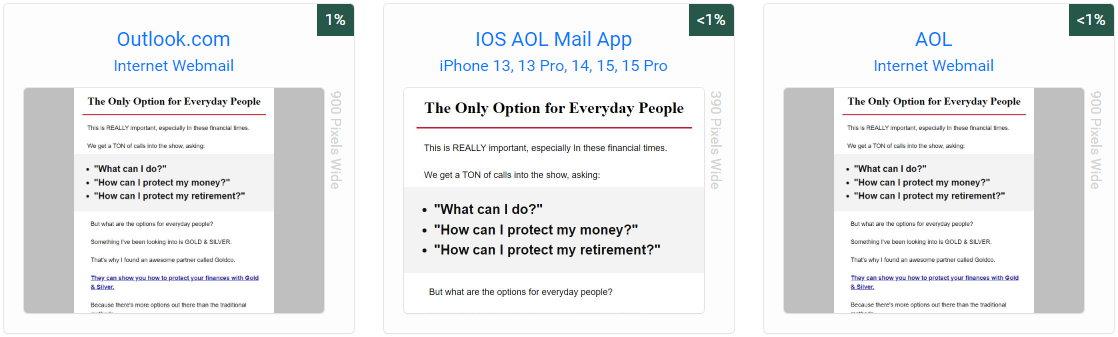 1%
Outlook.com
Internet Webmail
The Only Option for Everyday People
This is REALLY important, especially In these financial times.
We get a TON of calls into the show, asking:
• "What can I do?"
• "How can I protect my money?"
• "How can I protect my retirement?"
But what are the options for everyday people?
Something I've been looking into is GOLD & SILVER.
That's why I found an awesome partner called Goldco.
They can show you how to protect your finances with Gold
& Silver.
Because there's more options out there than the traditional
900 Pixels Wide
<1%
IOS AOL Mail App
iPhone 13, 13 Pro, 14, 15, 15 Pro
The Only Option for Everyday People
This is REALLY important, especially In these financial times.
We get a TON of calls into the show, asking:
• "What can I do?"
• "How can I protect my money?"
• "How can I protect my retirement?"
But what are the options for everyday people?
390 Pixels Wide
<1%
AOL
Internet Webmail
The Only Option for Everyday People
This is REALLY important, especially In these financial times.
We get a TON of calls into the show, asking:
• "What can I do?"
• "How can I protect my money?"
• "How can I protect my retirement?"
But what are the options for everyday people?
Something I've been looking into is GOLD & SILVER.
That's why I found an awesome partner called Goldco.
They can show you how to protect your finances with Gold
& Silver.
Because there's more options out there than the traditional
900 Pixels Wide